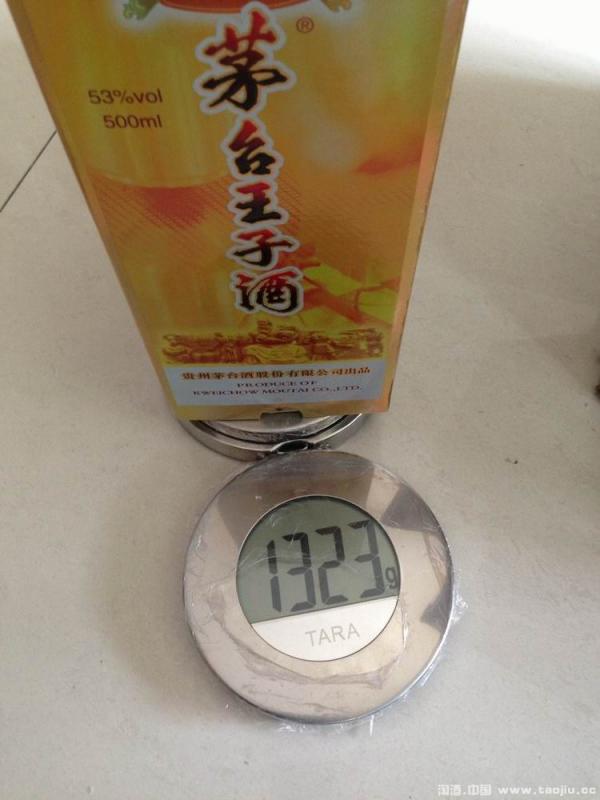 ®
茅台王子酒
53%vol
500ml
贵州茅台酒股份有限公司出品
PRODUCE OF
KWEICHOW MOUTAI CO.,LTD.
1323g
TARA
淘酒.中国 www.taojiu.cc